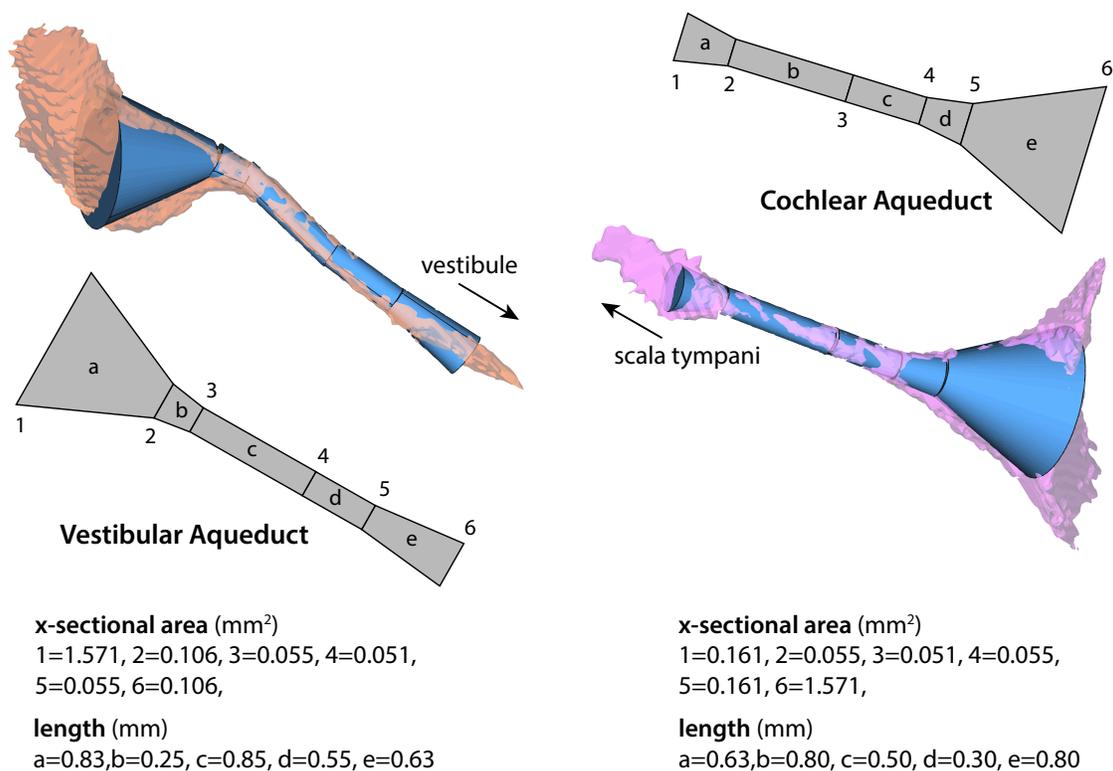 a
b
c
d
e
1
2
3
4
5
6
Cochlear Aqueduct
vestibule
scala tympani
a
b
c
d
e
1
2
3
4
5
6
Vestibular Aqueduct
x-sectional area (mm²)
1=1.571, 2=0.106, 3=0.055, 4=0.051,
5=0.055, 6=0.106,
length (mm)
a=0.83,b=0.25, c=0.85, d=0.55, e=0.63
x-sectional area (mm²)
1=0.161, 2=0.055, 3=0.051, 4=0.055,
5=0.161, 6=1.571,
length (mm)
a=0.63,b=0.80, c=0.50, d=0.30, e=0.80